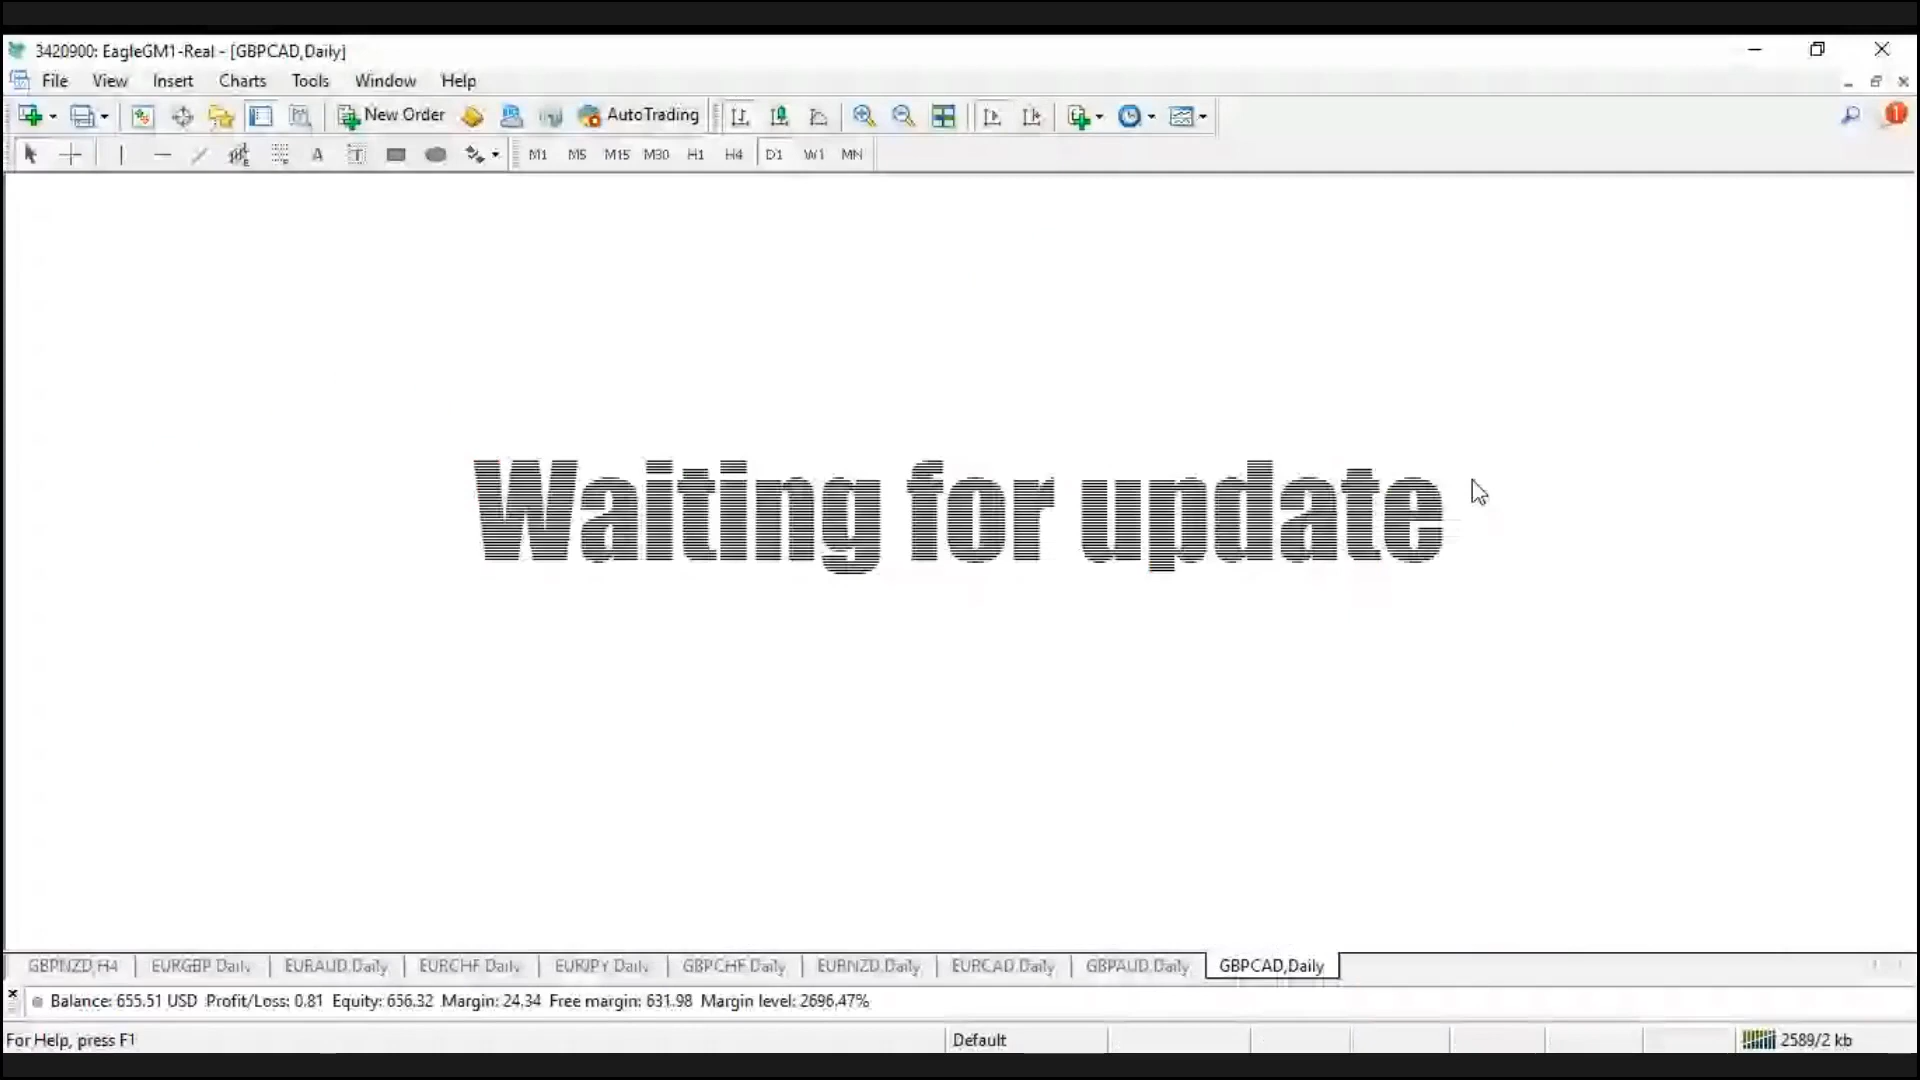 3420900: EagleGM1-Real - [GBPCAD,Daily]
File View Insert Charts Tools Window Help
New Order AutoTrading 1
A T M1 M5 M15 M30 H1 H4 D1 W1 MN
Waiting for update
GBPNZD,H4 EURGBP,Daily EURAUD,Daily EURCHF,Daily EURJPY,Daily GBPCHF,Daily EURNZD,Daily EURCAD,Daily GBPAUD,Daily GBPCAD,Daily
Balance: 655.51 USD Profit/Loss: 0.81 Equity: 656.32 Margin: 24.34 Free margin: 631.98 Margin level: 2696.47%
For Help, press F1 Default 2589/2 kb